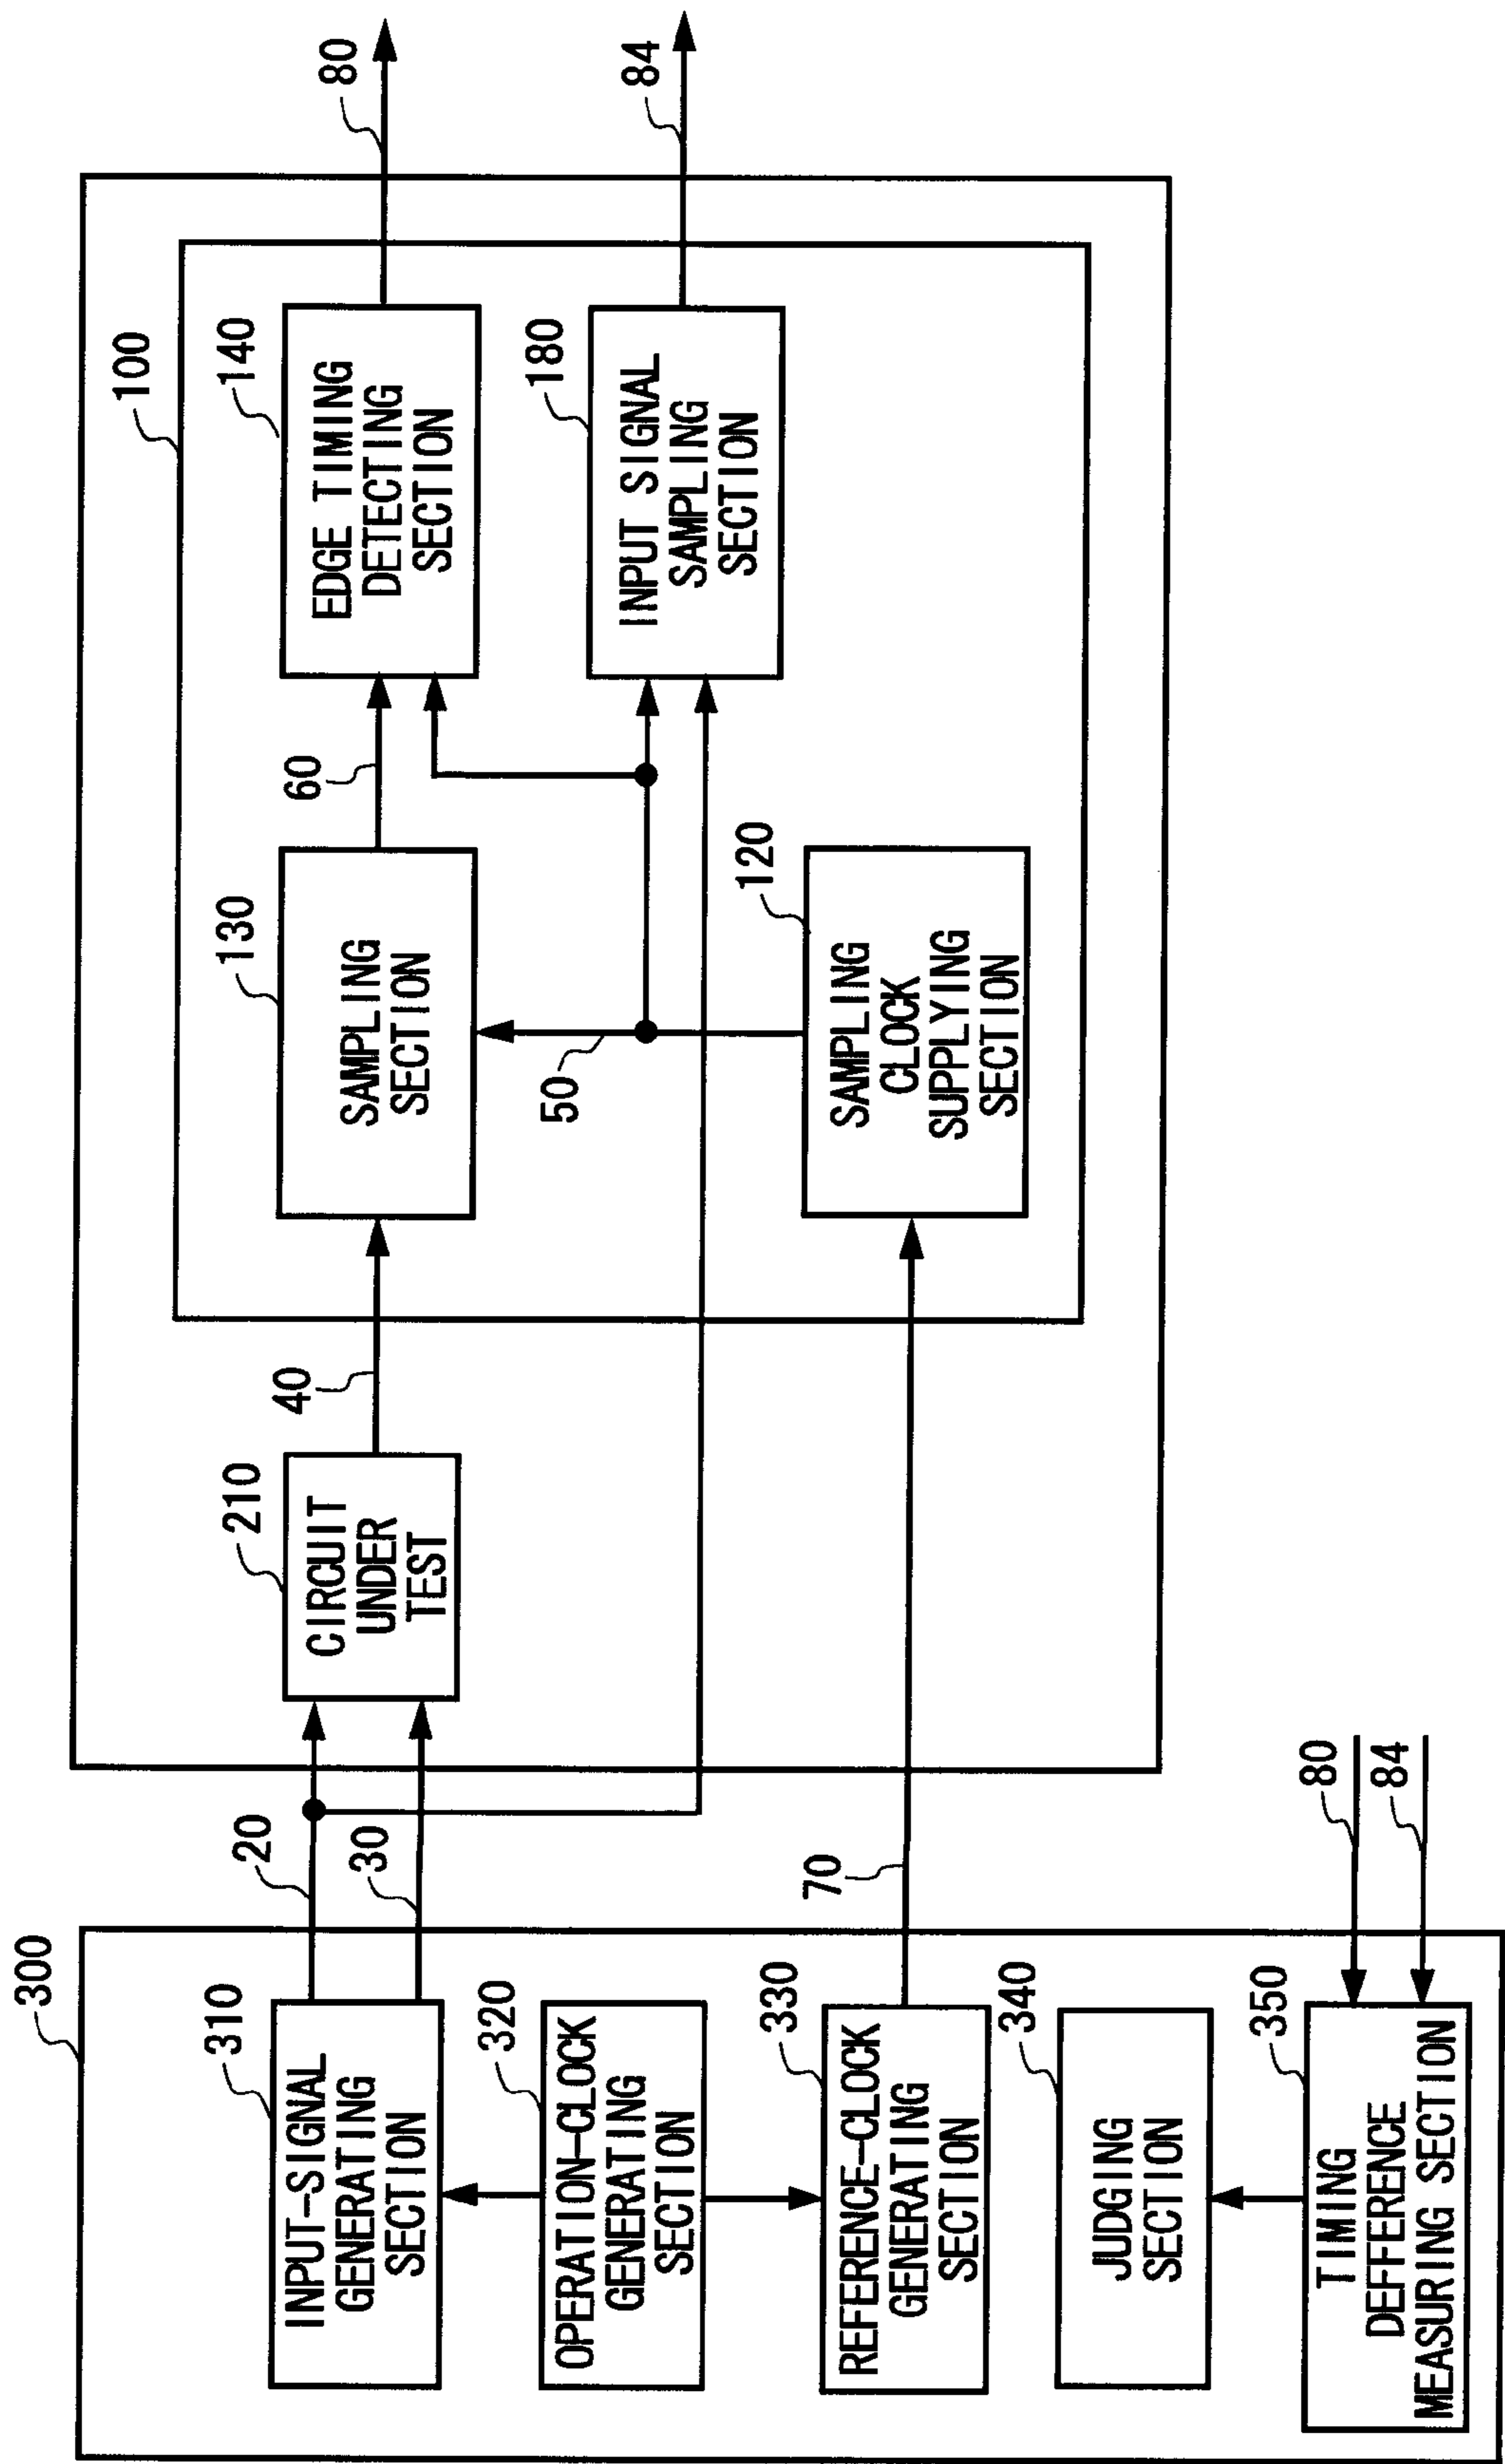 300
310
INPUT-SIGNAL
GENERATING
SECTION
320
OPERATION-CLOCK
GENERATING
SECTION
330
REFERENCE-CLOCK
GENERATING
SECTION
340
JUDGING
SECTION
350
TIMING
DEFFERENCE
MEASURING SECTION
20
30
70
80
84
210
CIRCUIT
UNDER
TEST
40
100
130
SAMPLING
SECTION
50
120
SAMPLING
CLOCK
SUPPLYING
SECTION
60
140
EDGE TIMING
DETECTING
SECTION
180
INPUT SIGNAL
SAMPLING
SECTION
80
84